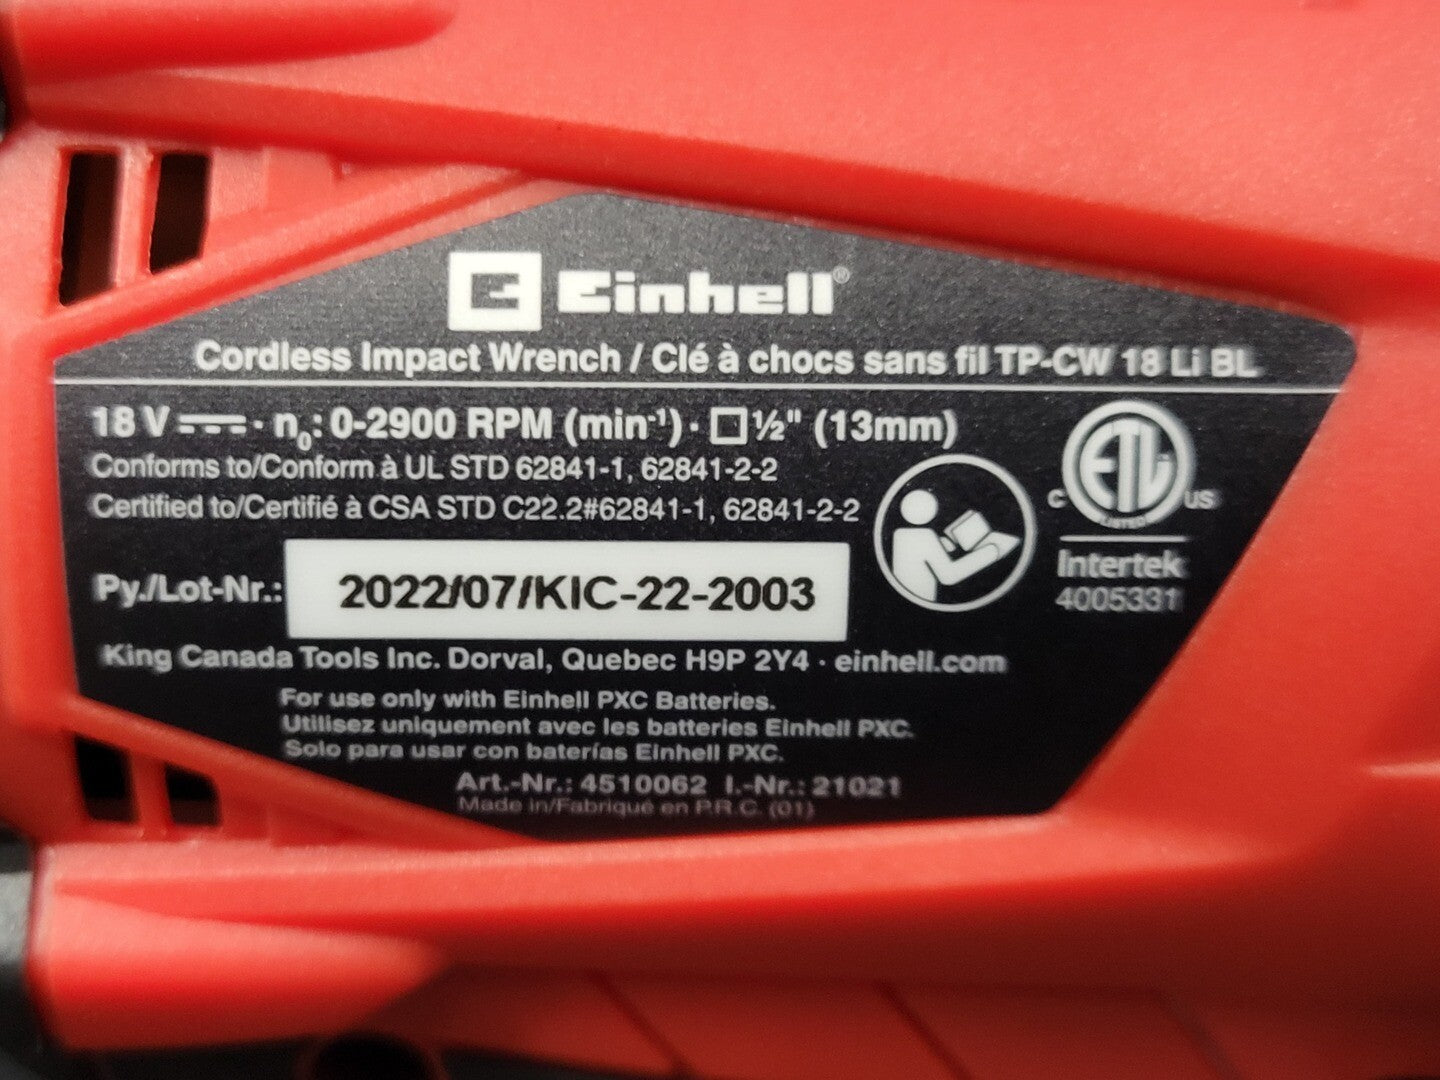 Einhell®
Cordless Impact Wrench / Clé à chocs sans fil TP-CW 18 Li BL
18 V ⎓ · n₀: 0-2900 RPM (min⁻¹) · □ ½" (13mm)
Conforms to/Conform à UL STD 62841-1, 62841-2-2
Certified to/Certifié à CSA STD C22.2#62841-1, 62841-2-2
ETL
C US
LISTED
Intertek
4005331
Py./Lot-Nr.: 2022/07/KIC-22-2003
King Canada Tools Inc. Dorval, Quebec H9P 2Y4 · einhell.com
For use only with Einhell PXC Batteries.
Utilisez uniquement avec les batteries Einhell PXC.
Solo para usar con baterías Einhell PXC.
Art.-Nr.: 4510062 I.-Nr.: 21021
Made in/Fabriqué en P.R.C. (01)